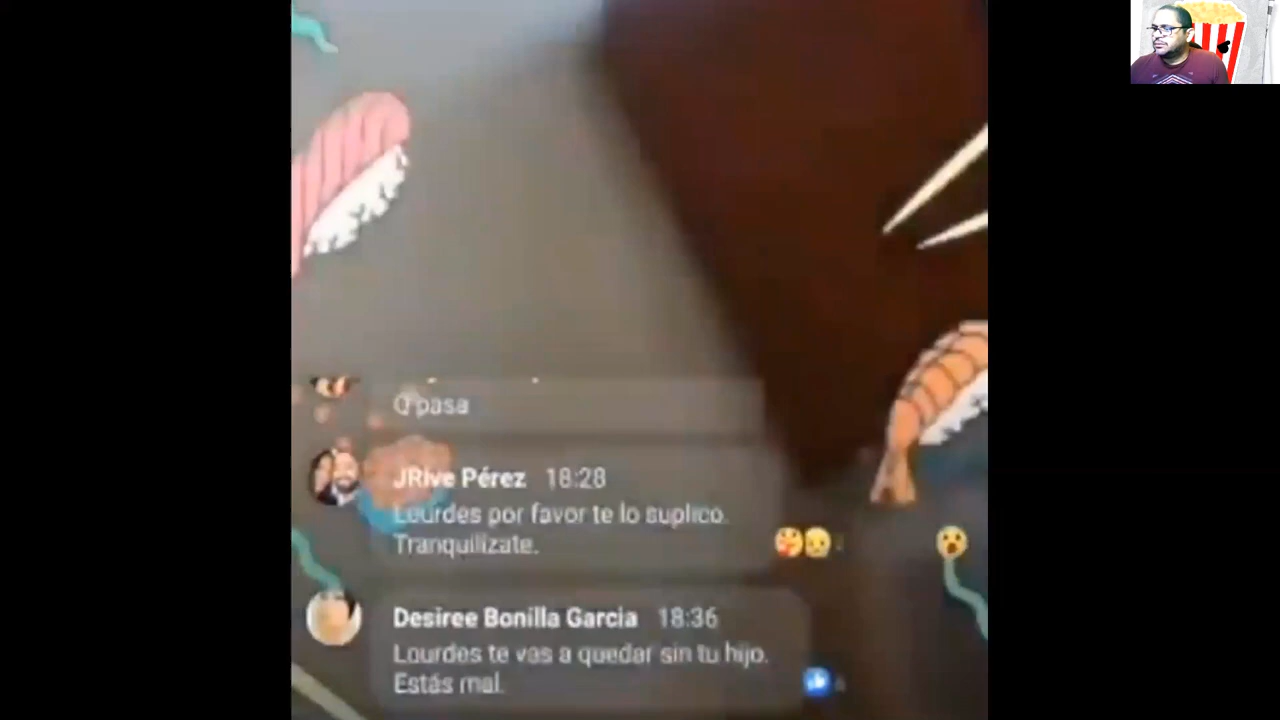 Q pasa
JRive Pérez 18:28
Lourdes por favor te lo suplico.
Tranquilízate.
Desiree Bonilla Garcia 18:36
Lourdes te vas a quedar sin tu hijo.
Estás mal.